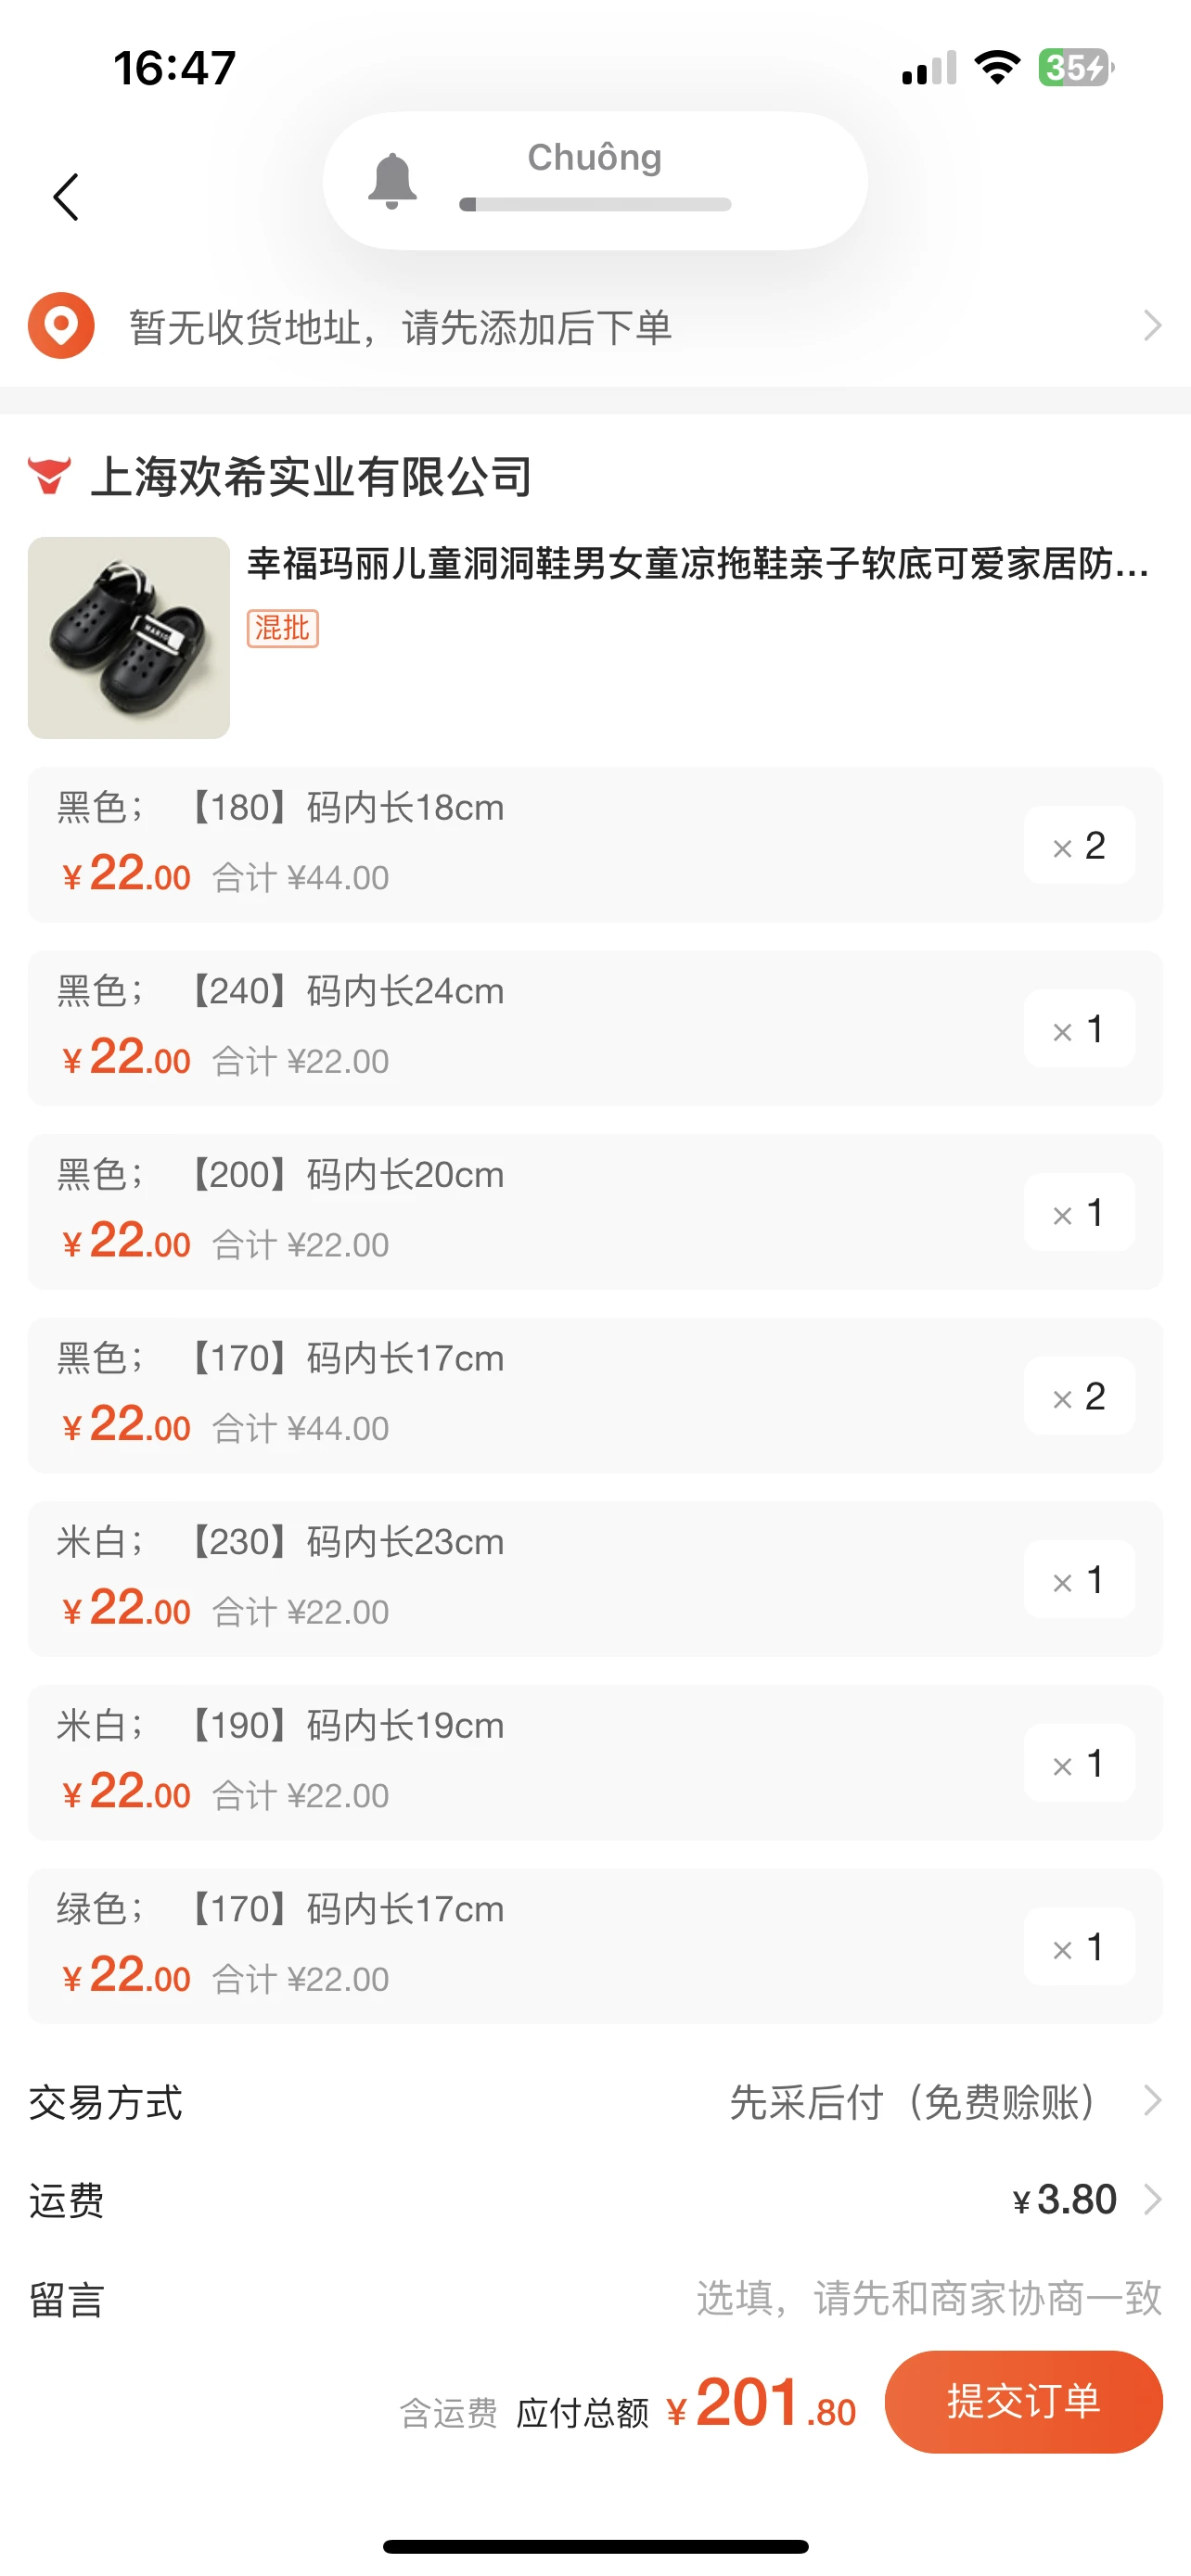 16:47
35
Chuông
暂无收货地址，请先添加后下单
上海欢希实业有限公司
幸福玛丽儿童洞洞鞋男女童凉拖鞋亲子软底可爱家居防...
混批
黑色； 【180】码内长18cm
¥22.00 合计 ¥44.00
× 2
黑色； 【240】码内长24cm
¥22.00 合计 ¥22.00
× 1
黑色； 【200】码内长20cm
¥22.00 合计 ¥22.00
× 1
黑色； 【170】码内长17cm
¥22.00 合计 ¥44.00
× 2
米白； 【230】码内长23cm
¥22.00 合计 ¥22.00
× 1
米白； 【190】码内长19cm
¥22.00 合计 ¥22.00
× 1
绿色； 【170】码内长17cm
¥22.00 合计 ¥22.00
× 1
交易方式 先采后付（免费赊账）
运费 ¥3.80
留言 选填，请先和商家协商一致
含运费 应付总额 ¥201.80 提交订单